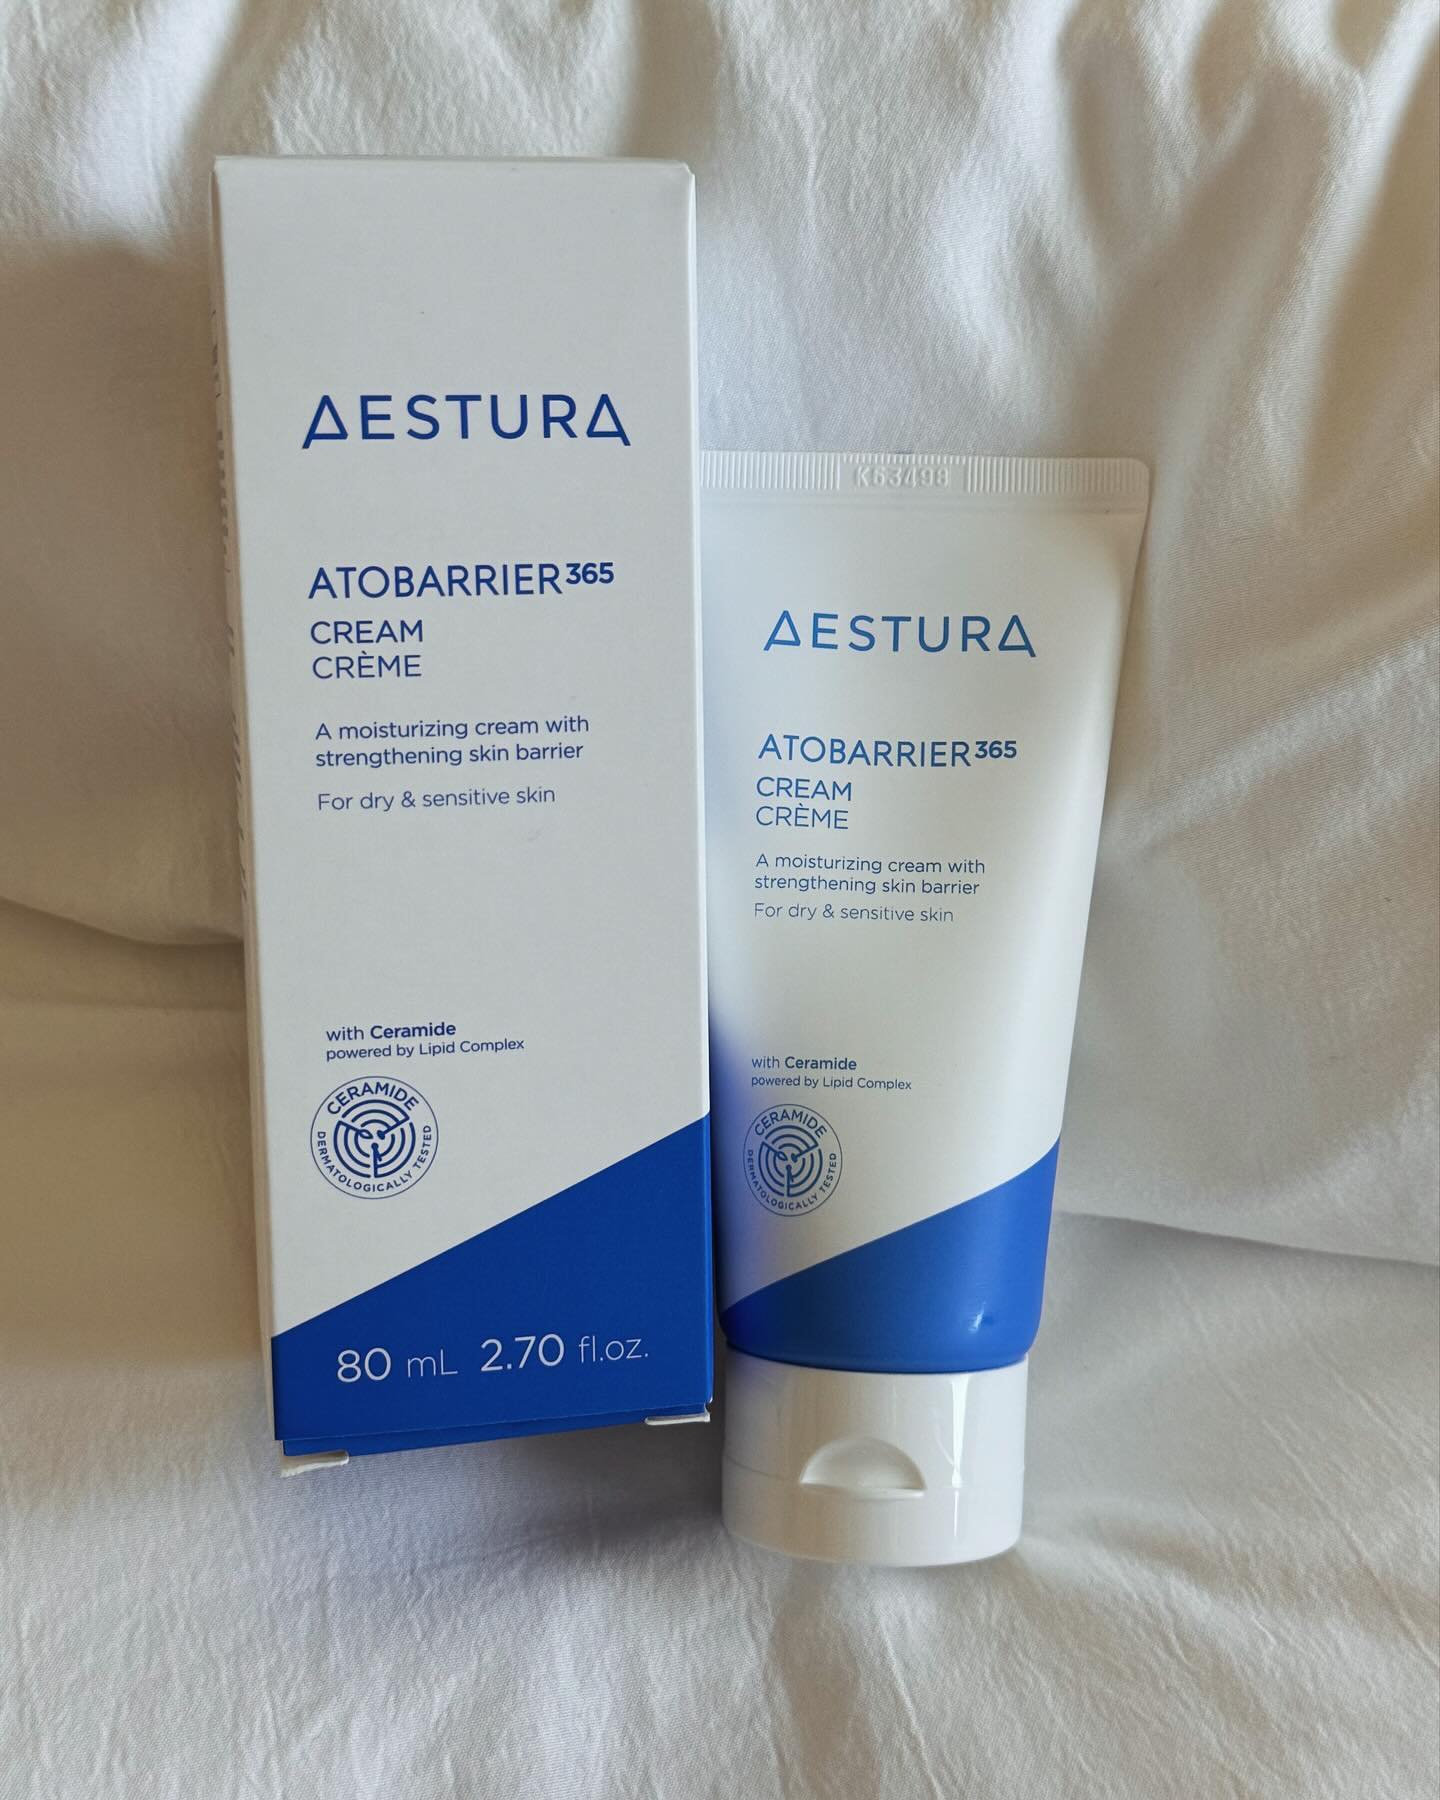 AESTURA
ATOBARRIER365
CREAM
CRÈME
A moisturizing cream with
strengthening skin barrier
For dry & sensitive skin
with Ceramide
powered by Lipid Complex
CERAMIDE
DERMATOLOGICALLY TESTED
80 mL 2.70 fl.oz.
K53498
AESTURA
ATOBARRIER365
CREAM
CRÈME
A moisturizing cream with
strengthening skin barrier
For dry & sensitive skin
with Ceramide
powered by Lipid Complex
CERAMIDE
DERMATOLOGICALLY TESTED